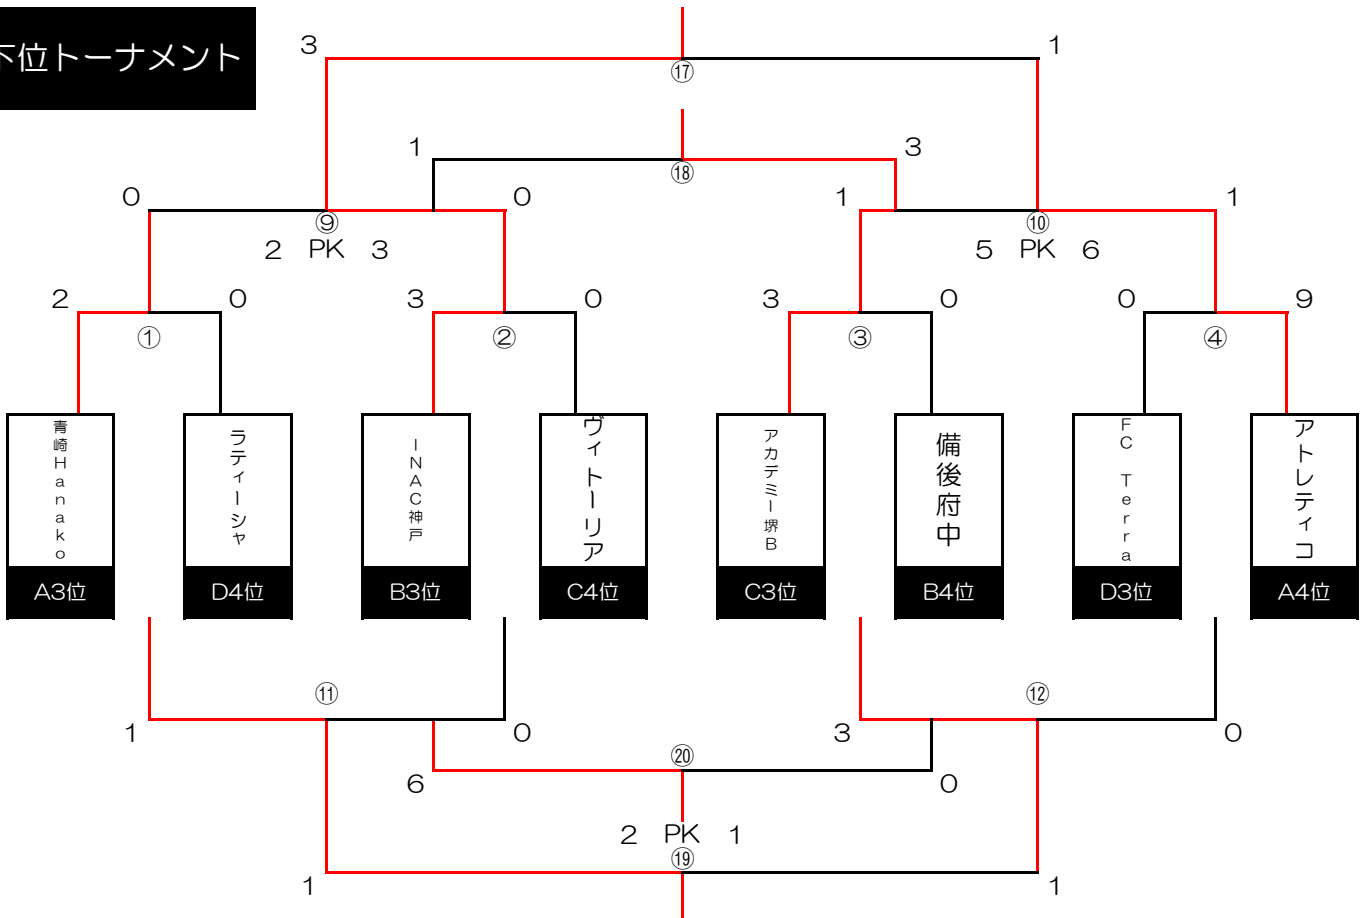 下位トーナメント
3
1
⑰
1
3
⑱
0
0
1
1
⑨
⑩
2 PK 3
5 PK 6
2
0
3
0
3
0
0
9
①
②
③
④
青崎Hanako
ラティーシャ
INAC神戸
ヴィトーリア
アカデミー堺B
備後府中
FC Terra
アトレティコ
A3位
D4位
B3位
C4位
C3位
B4位
D3位
A4位
⑪
⑫
1
0
3
0
⑳
6
0
2 PK 1
⑲
1
1